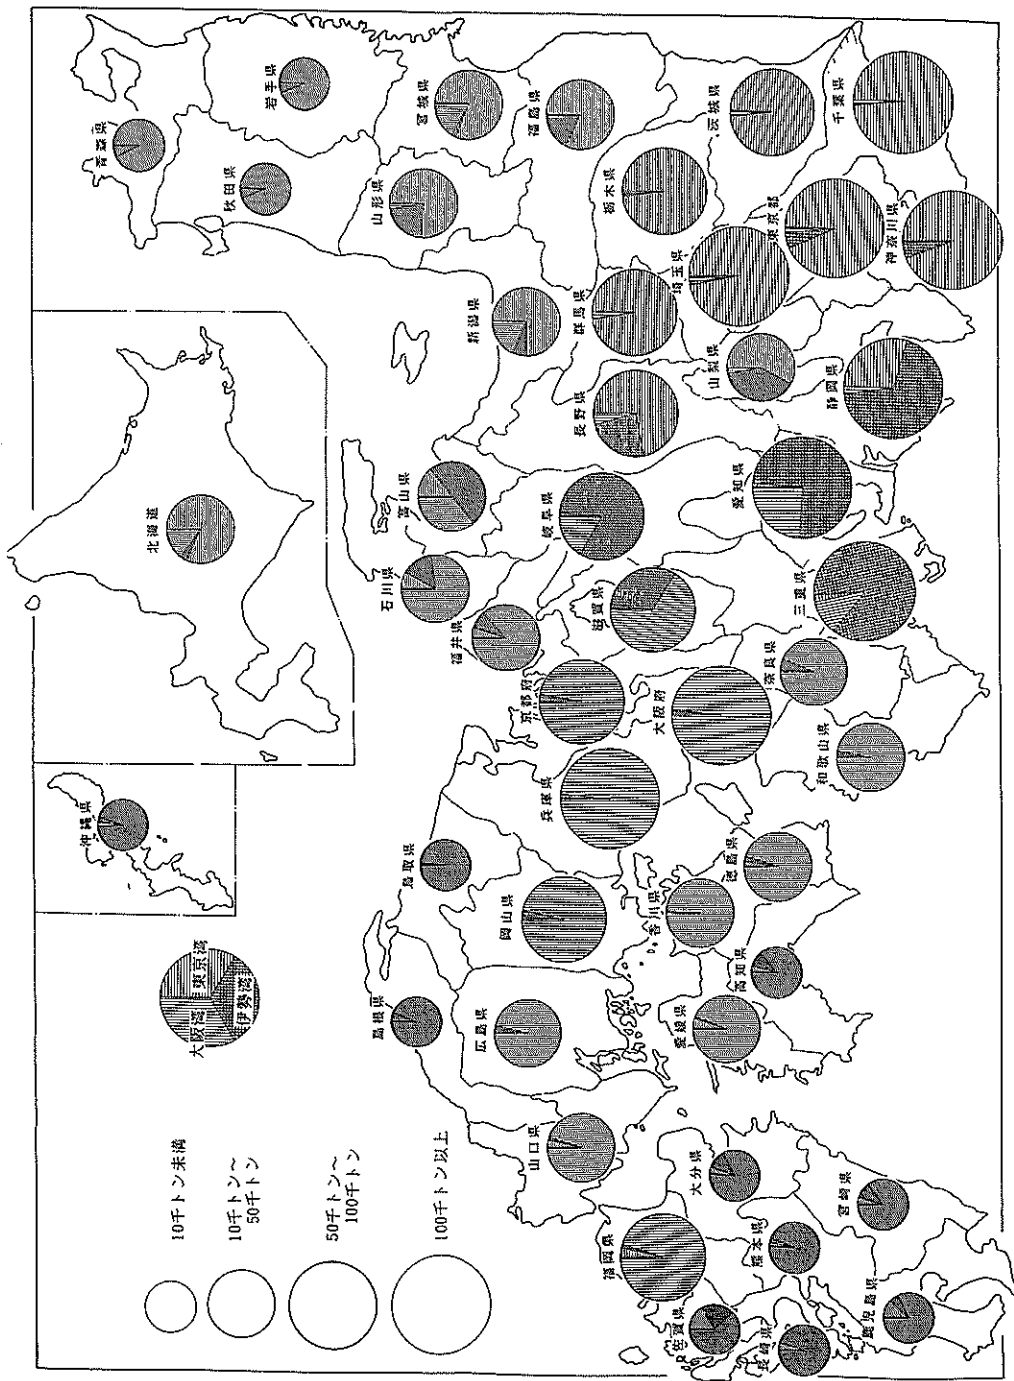 青森県
岩手県
秋田県
宮城県
山形県
福島県
新潟県
栃木県
茨城県
群馬県
埼玉県
東京都
千葉県
神奈川県
山梨県
長野県
静岡県
北海道
富山県
石川県
福井県
岐阜県
愛知県
滋賀県
三重県
京都府
大阪府
奈良県
和歌山県
兵庫県
沖縄県
鳥取県
岡山県
香川県
徳島県
島根県
広島県
高知県
愛媛県
山口県
大分県
福岡県
宮崎県
熊本県
佐賀県
長崎県
鹿児島県
大阪湾
東京湾
伊勢湾
10千トン未満
10千トン〜
50千トン
50千トン〜
100千トン
100千トン以上